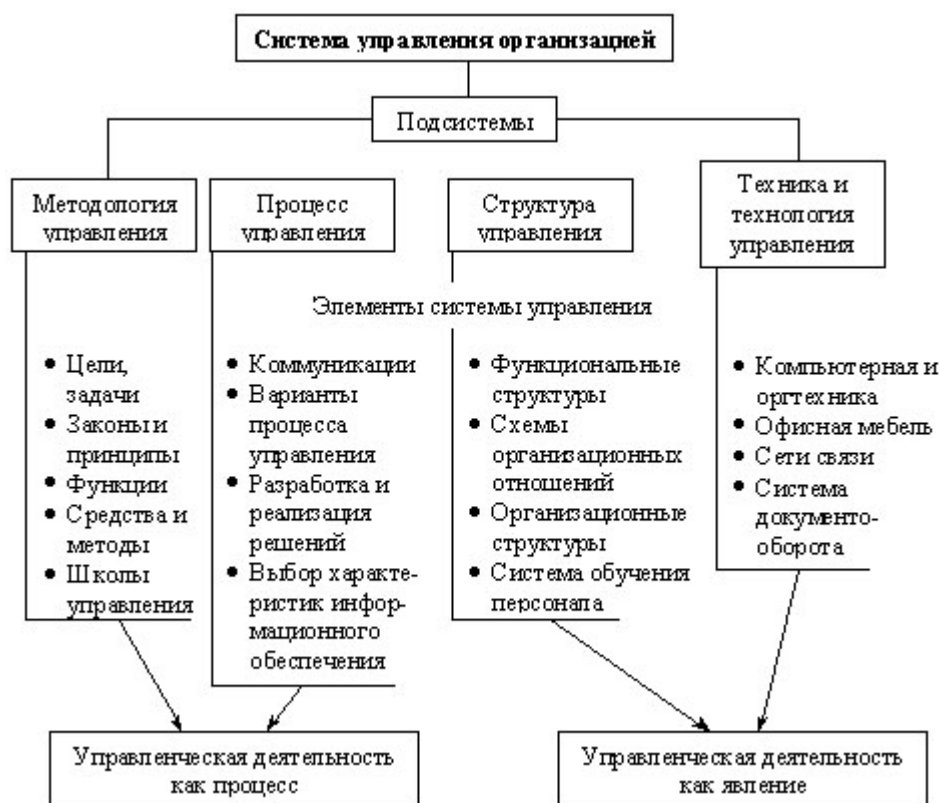 Система управления организацией
Подсистемы
Методология
управления
Процесс
управления
Структура
управления
Техника и
технология
управления
Элементы системы управления
• Цели,
задачи
• Законы и
принципы
• Функции
• Средства и
методы
• Школы
управления
• Коммуникации
• Варианты
процесса
управления
• Разработка и
реализация
решений
• Выбор характе-
ристик инфор-
мационного
обеспечения
• Функциональные
структуры
• Схемы
организационных
отношений
• Организационные
структуры
• Система обучения
персонала
• Компьютерная и
оргтехника
• Офисная мебель
• Сети связи
• Система
документо-
оборота
Управленческая деятельность
как процесс
Управленческая деятельность
как явление